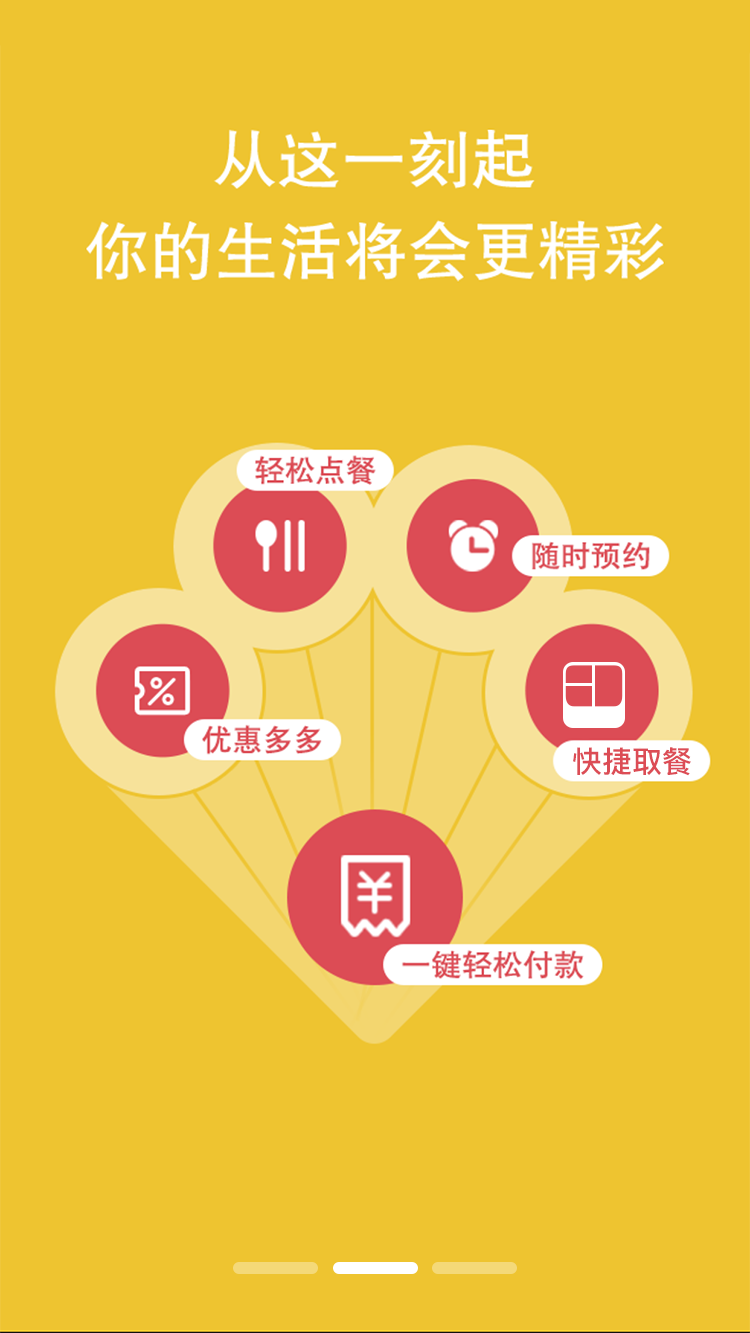 从这一刻起
你的生活将会更精彩
轻松点餐
随时预约
优惠多多
快捷取餐
一键轻松付款